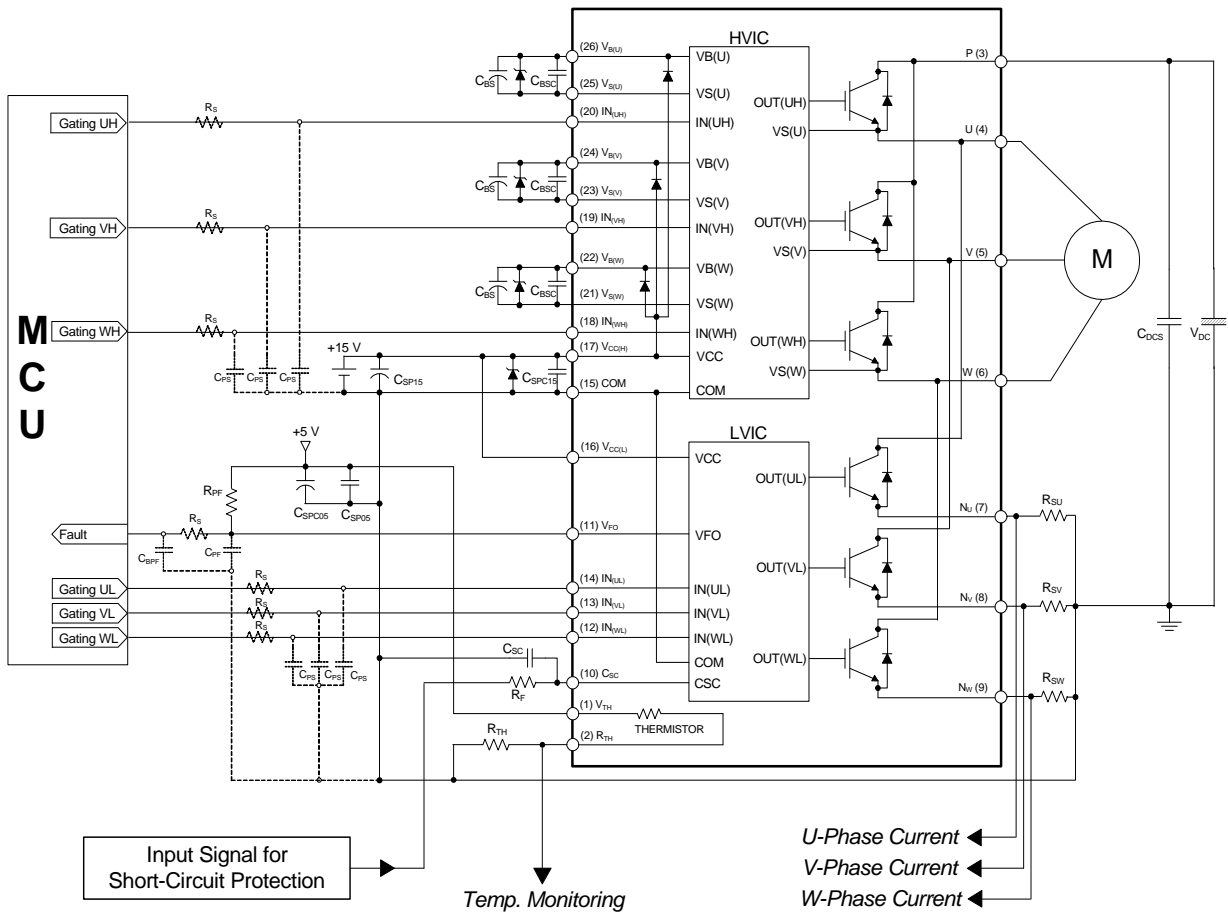 HVIC
(26) VB(U)
VB(U)
P (3)
CBS
CBSC
(25) VS(U)
VS(U)
OUT(UH)
RS
(20) IN(UH)
IN(UH)
VS(U)
Gating UH
U (4)
(24) VB(V)
VB(V)
CBS
CBSC
(23) VS(V)
VS(V)
RS
(19) IN(VH)
IN(VH)
OUT(VH)
Gating VH
VS(V)
V (5)
M
(22) VB(W)
VB(W)
CBS
CBSC
(21) VS(W)
VS(W)
RS
(18) IN(WH)
IN(WH)
OUT(WH)
CDCS
VDC
Gating WH
MCU
+15 V
(17) VCC(H)
VCC
VS(W)
CPS
CPS
CPS
CSP15
CSPC15
W (6)
(15) COM
COM
+5 V
LVIC
(16) VCC(L)
VCC
OUT(UL)
RPF
CSPC05
CSP05
NU (7)
RSU
RS
(11) VFO
VFO
Fault
CBPF
CPF
OUT(VL)
Gating UL
RS
(14) IN(UL)
IN(UL)
Gating VL
RS
(13) IN(VL)
IN(VL)
NV (8)
RSV
Gating WL
RS
(12) IN(WL)
IN(WL)
CSC
COM
OUT(WL)
CPS
CPS
CPS
RF
(10) CSC
CSC
NW (9)
RSW
(1) VTH
THERMISTOR
RTH
(2) RTH
U-Phase Current
Input Signal for
Short-Circuit Protection
V-Phase Current
Temp. Monitoring
W-Phase Current